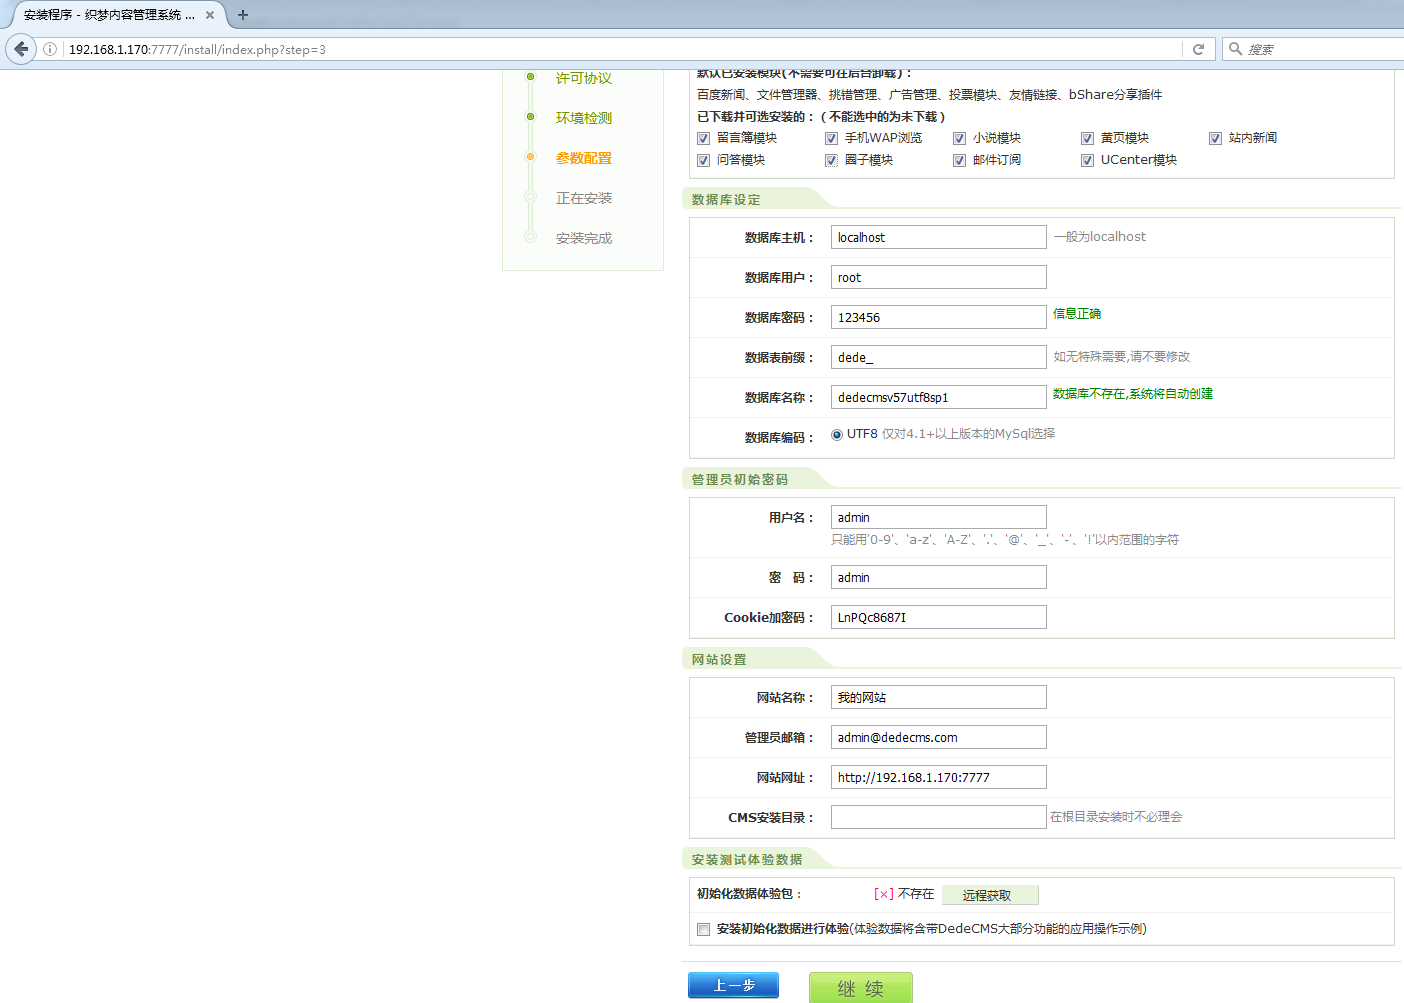 安装程序 - 织梦内容管理系统 ...
192.168.1.170:7777/install/index.php?step=3
搜索
许可协议
环境检测
参数配置
正在安装
安装完成
默认已安装模块(不需要可在后台卸载)：
百度新闻、文件管理器、挑错管理、广告管理、投票模块、友情链接、bShare分享插件
已下载并可选安装的：（不能选中的为未下载）
留言簿模块 手机WAP浏览 小说模块 黄页模块 站内新闻
问答模块 圈子模块 邮件订阅 UCenter模块
数据库设定
数据库主机： localhost 一般为localhost
数据库用户： root
数据库密码： 123456 信息正确
数据表前缀： dede_ 如无特殊需要,请不要修改
数据库名称： dedecmsv57utf8sp1 数据库不存在,系统将自动创建
数据库编码： UTF8 仅对4.1+以上版本的MySql选择
管理员初始密码
用户名： admin
只能用'0-9'、'a-z'、'A-Z'、'.'、'@'、'_'、'-'、'!'以内范围的字符
密 码： admin
Cookie加密码： LnPQc8687I
网站设置
网站名称： 我的网站
管理员邮箱： admin@dedecms.com
网站网址： http://192.168.1.170:7777
CMS安装目录： 在根目录安装时不必理会
安装测试体验数据
初始化数据体验包： [×] 不存在 远程获取
安装初始化数据进行体验(体验数据将含带DedeCMS大部分功能的应用操作示例)
上一步 继 续